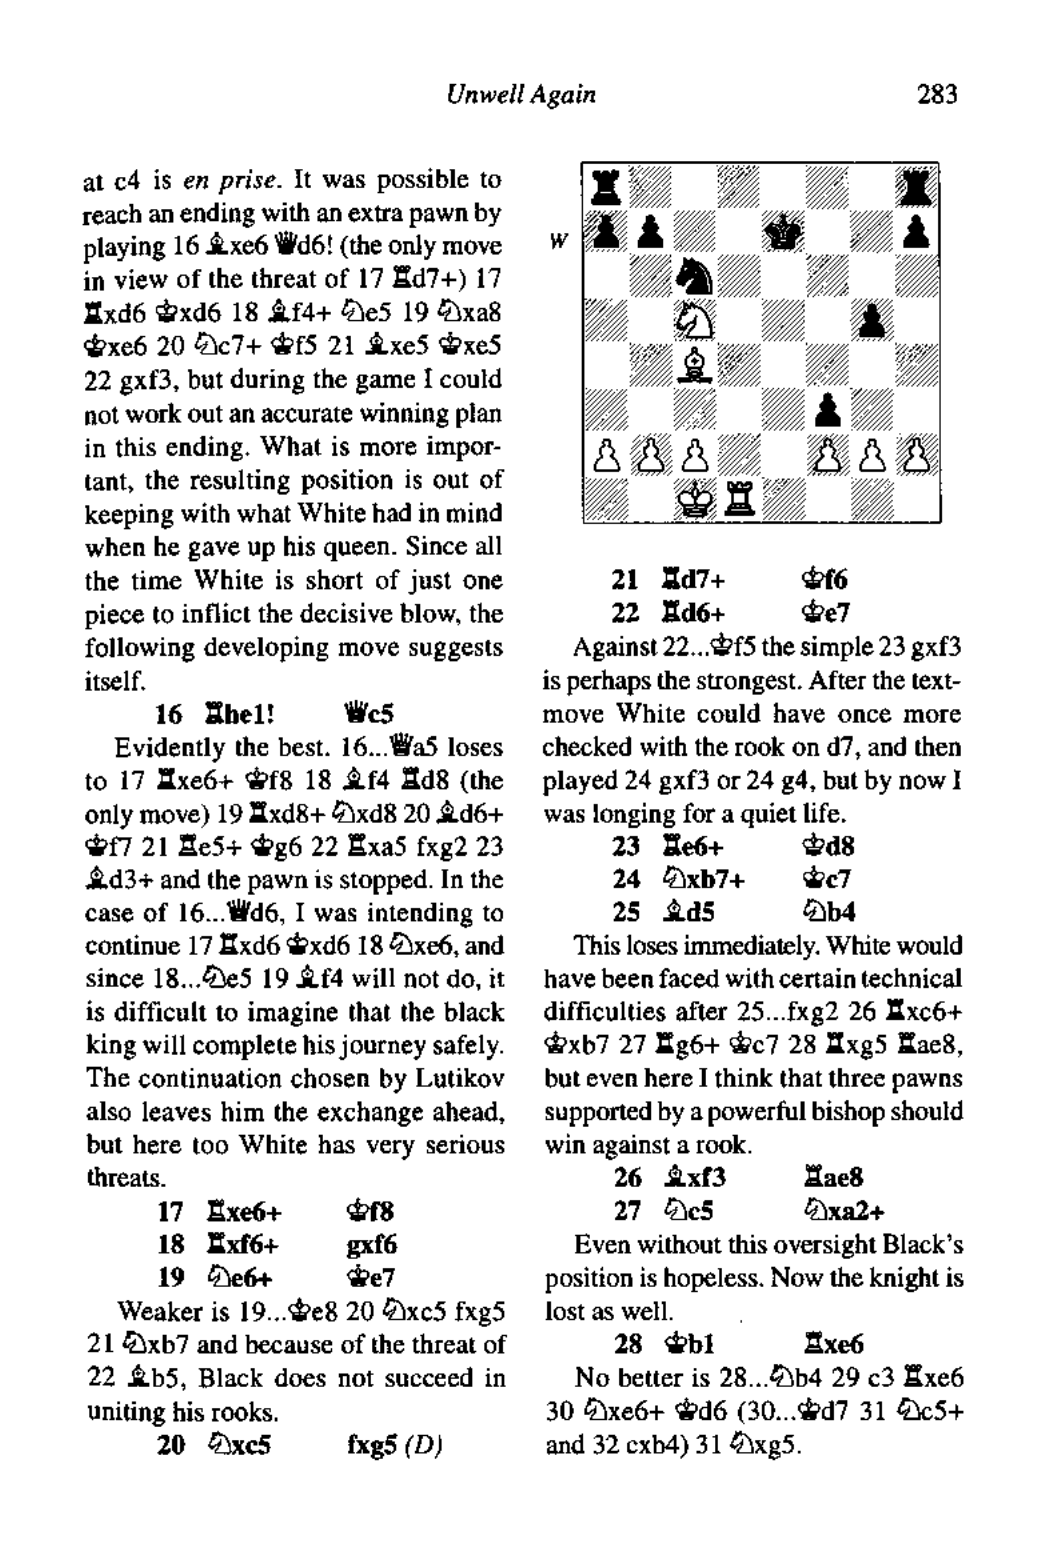 Unwell Again 283
at c4 is en prise. It was possible to
reach an ending with an extra pawn by
playing 16 ♗xe6 ♛d6! (the only move
in view of the threat of 17 ♖d7+) 17
♖xd6 ♚xd6 18 ♗f4+ ♘e5 19 ♘xa8
♚xe6 20 ♘c7+ ♚f5 21 ♗xe5 ♚xe5
22 gxf3, but during the game I could
not work out an accurate winning plan
in this ending. What is more impor-
tant, the resulting position is out of
keeping with what White had in mind
when he gave up his queen. Since all
the time White is short of just one
piece to inflict the decisive blow, the
following developing move suggests
itself.
16 ♖he1! ♛c5
Evidently the best. 16...♛a5 loses
to 17 ♖xe6+ ♚f8 18 ♗f4 ♖d8 (the
only move) 19 ♖xd8+ ♘xd8 20 ♗d6+
♚f7 21 ♖e5+ ♚g6 22 ♖xa5 fxg2 23
♗d3+ and the pawn is stopped. In the
case of 16...♛d6, I was intending to
continue 17 ♖xd6 ♚xd6 18 ♘xe6, and
since 18...♘e5 19 ♗f4 will not do, it
is difficult to imagine that the black
king will complete his journey safely.
The continuation chosen by Lutikov
also leaves him the exchange ahead,
but here too White has very serious
threats.
17 ♖xe6+ ♚f8
18 ♖xf6+ gxf6
19 ♘e6+ ♚e7
Weaker is 19...♚e8 20 ♘xc5 fxg5
21 ♘xb7 and because of the threat of
22 ♗b5, Black does not succeed in
uniting his rooks.
20 ♘xc5 fxg5 (D)
W
21 ♖d7+ ♚f6
22 ♖d6+ ♚e7
Against 22...♚f5 the simple 23 gxf3
is perhaps the strongest. After the text-
move White could have once more
checked with the rook on d7, and then
played 24 gxf3 or 24 g4, but by now I
was longing for a quiet life.
23 ♖e6+ ♚d8
24 ♘xb7+ ♚c7
25 ♗d5 ♘b4
This loses immediately. White would
have been faced with certain technical
difficulties after 25...fxg2 26 ♖xc6+
♚xb7 27 ♖g6+ ♚c7 28 ♖xg5 ♖ae8,
but even here I think that three pawns
supported by a powerful bishop should
win against a rook.
26 ♗xf3 ♖ae8
27 ♘c5 ♘xa2+
Even without this oversight Black's
position is hopeless. Now the knight is
lost as well.
28 ♚b1 ♖xe6
No better is 28...♘b4 29 c3 ♖xe6
30 ♘xe6+ ♚d6 (30...♚d7 31 ♘c5+
and 32 cxb4) 31 ♘xg5.